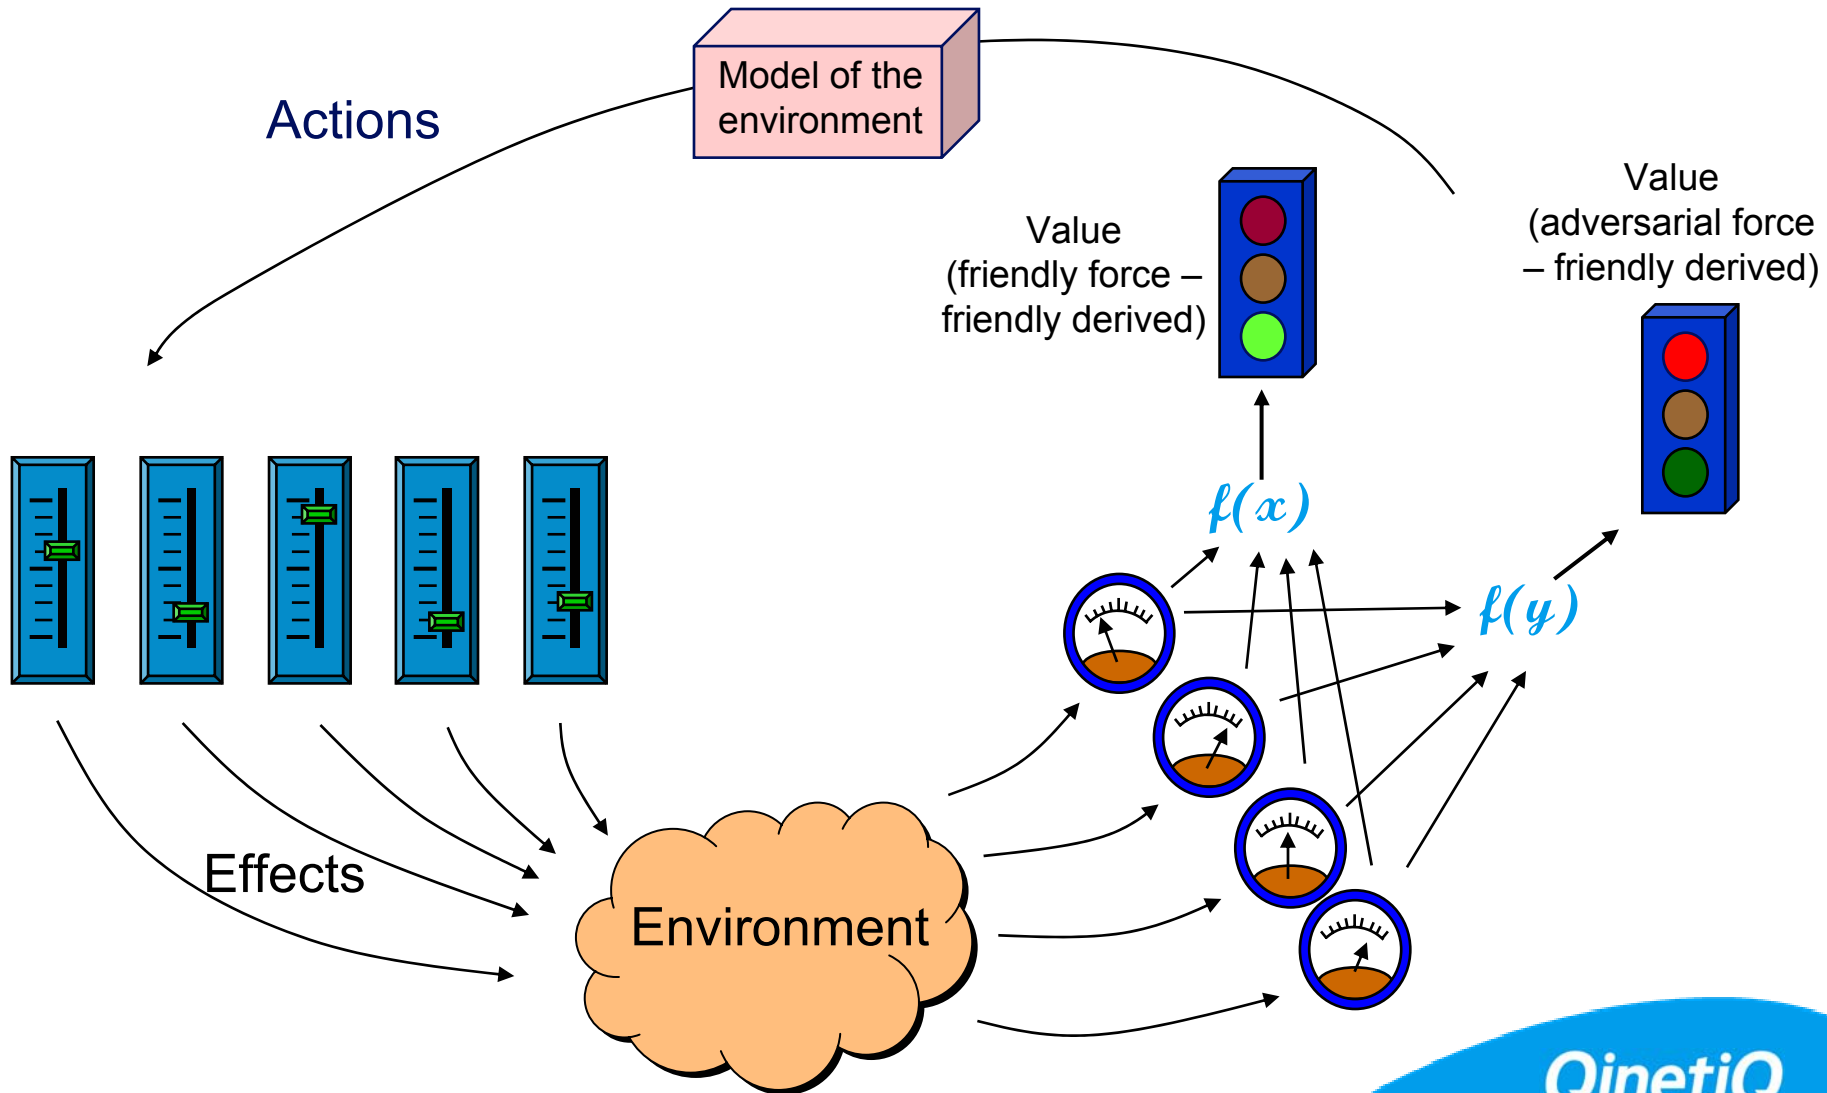 Model of the
environment
Actions
Value
(adversarial force
– friendly derived)
Value
(friendly force –
friendly derived)
f(x)
f(y)
Effects
Environment
QinetiQ